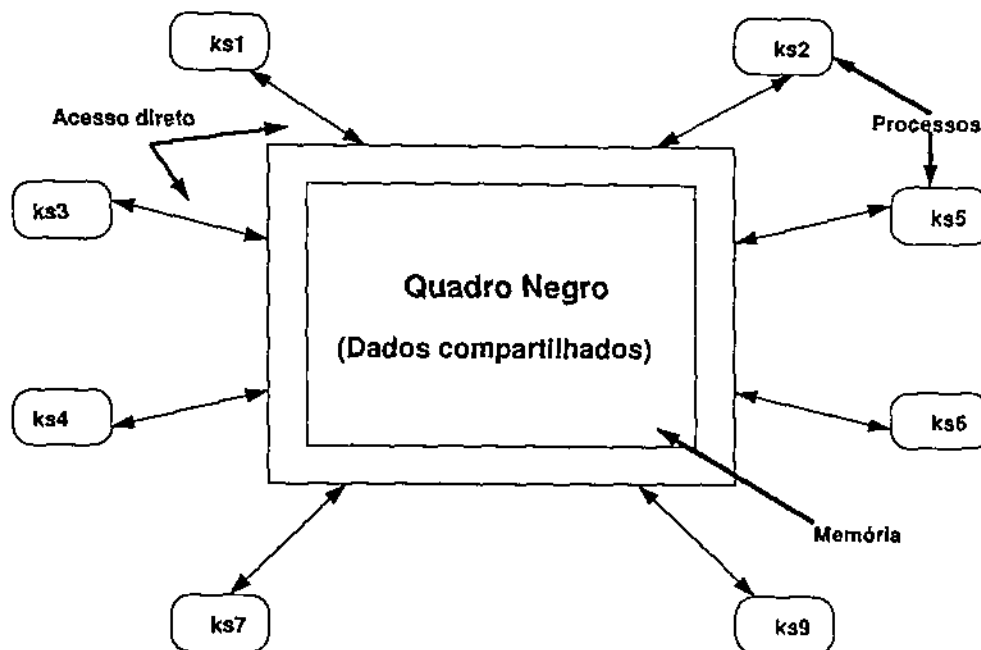 ks1
ks2
Acesso direto
Processos
ks3
ks5
Quadro Negro
(Dados compartilhados)
ks4
ks6
Memória
ks7
ks9